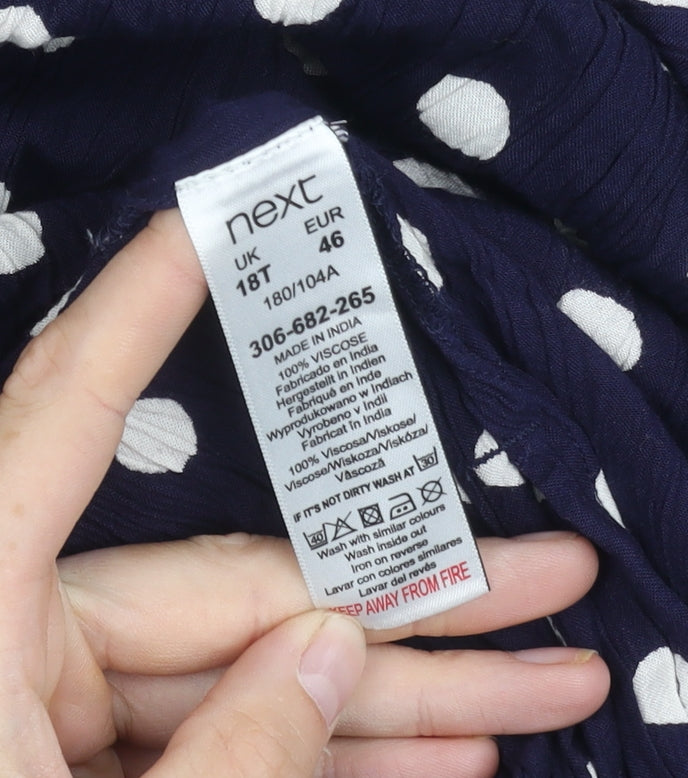 next
UK EUR
18T 46
180/104A
306-682-265
MADE IN INDIA
100% VISCOSE
Fabricado en India
Hergestellt in Indien
Fabriqué en Inde
Wyprodukowano w Indiach
Vyrobeno v Indii
Fabricat în India
100% Viscosa/Viskose/
Viscose/Wiskoza/Viskóza/
Vâscoză
IF IT'S NOT DIRTY WASH AT 30
40
Wash with similar colours
Wash inside out
Iron on reverse
Lavar con colores similares
Lavar del revés
KEEP AWAY FROM FIRE